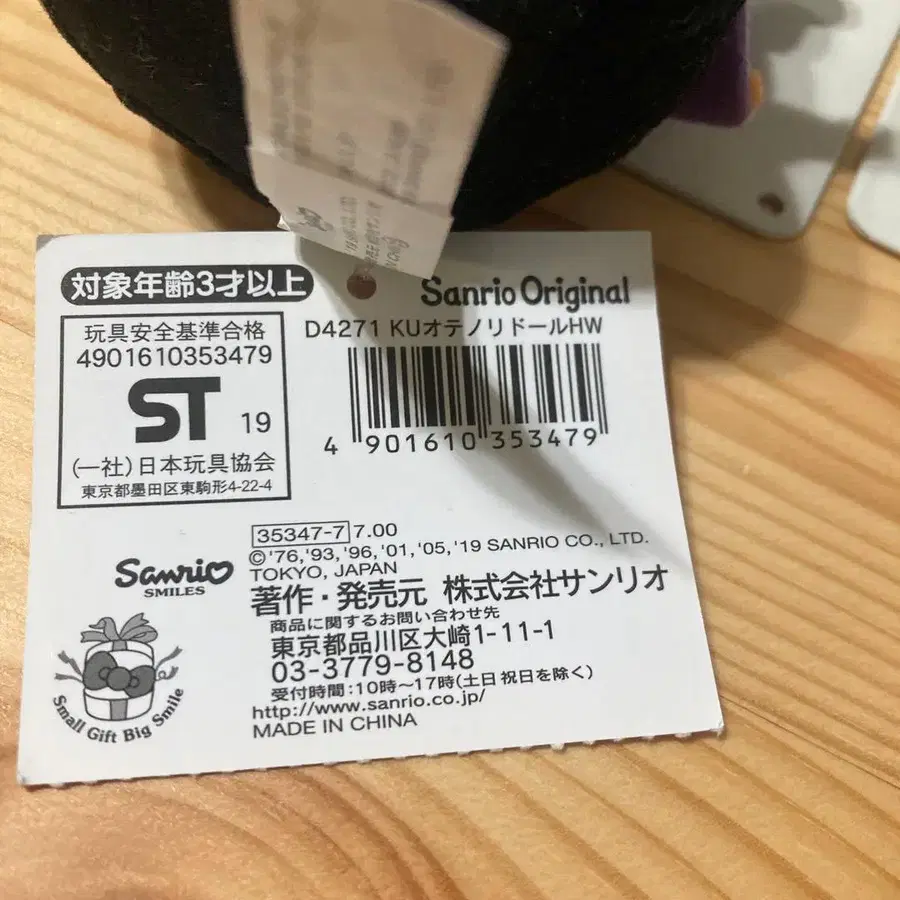 対象年齢3才以上
玩具安全基準合格
4901610353479
ST 19
(一社)日本玩具協会
東京都墨田区東駒形4-22-4
Sanrio Original
D4271 KUオテノリドールHW
4 901610 353479
35347-7 7.00
©'76,'93,'96,'01,'05,'19 SANRIO CO., LTD.
TOKYO, JAPAN
著作・発売元 株式会社サンリオ
商品に関するお問い合わせ先
東京都品川区大崎1-11-1
03-3779-8148
受付時間:10時〜17時(土日祝日を除く)
http://www.sanrio.co.jp/
MADE IN CHINA
Sanrio
SMILES
Small Gift Big Smile